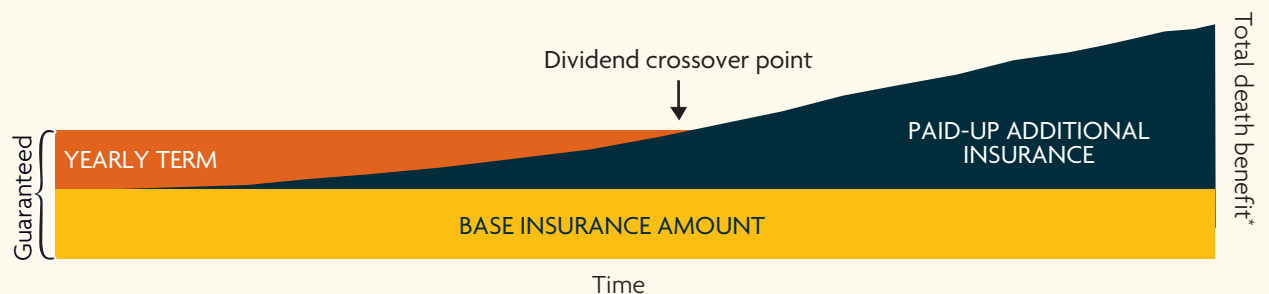 Dividend crossover point
Guaranteed
YEARLY TERM
PAID-UP ADDITIONAL
INSURANCE
BASE INSURANCE AMOUNT
Total death benefit*
Time